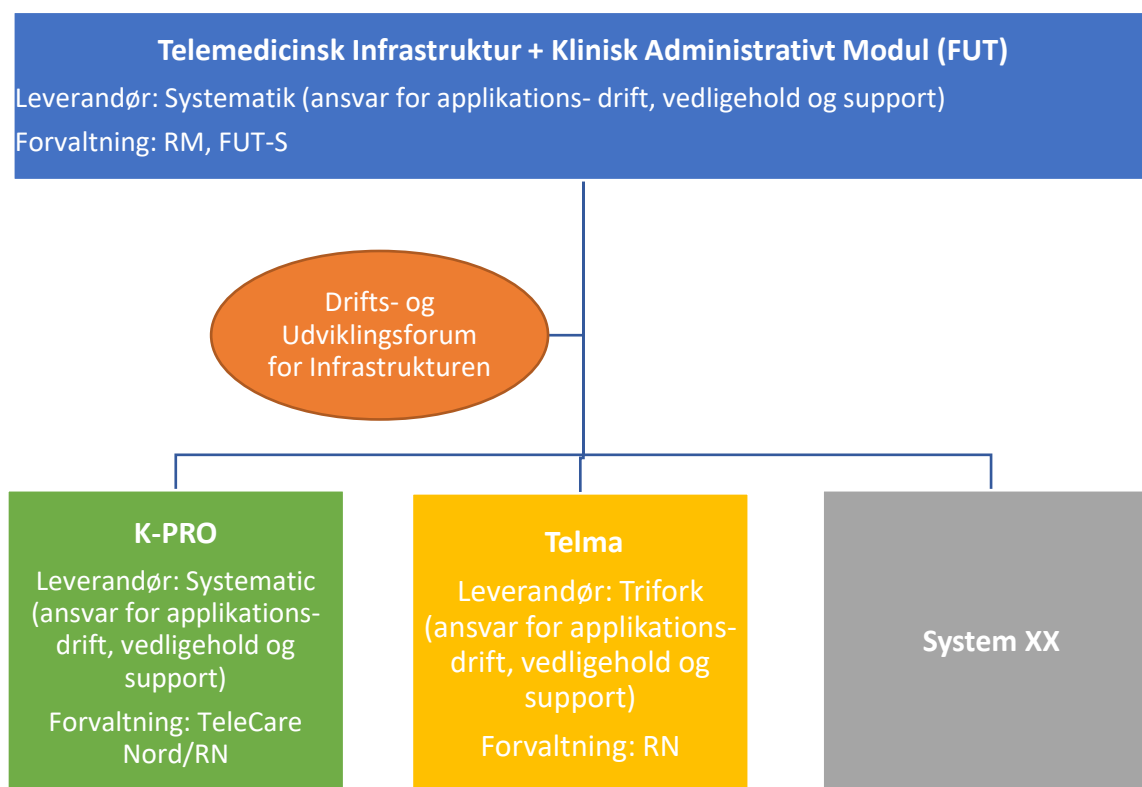 Telemedicinsk Infrastruktur + Klinisk Administrativt Modul (FUT)
Leverandør: Systematik (ansvar for applikations- drift, vedligehold og support)
Forvaltning: RM, FUT-S
Drifts- og
Udviklingsforum
for Infrastrukturen
K-PRO
Leverandør: Systematic
(ansvar for applikations-
drift, vedligehold og
support)
Forvaltning: TeleCare
Nord/RN
Telma
Leverandør: Trifork
(ansvar for applikations-
drift, vedligehold og
support)
Forvaltning: RN
System XX